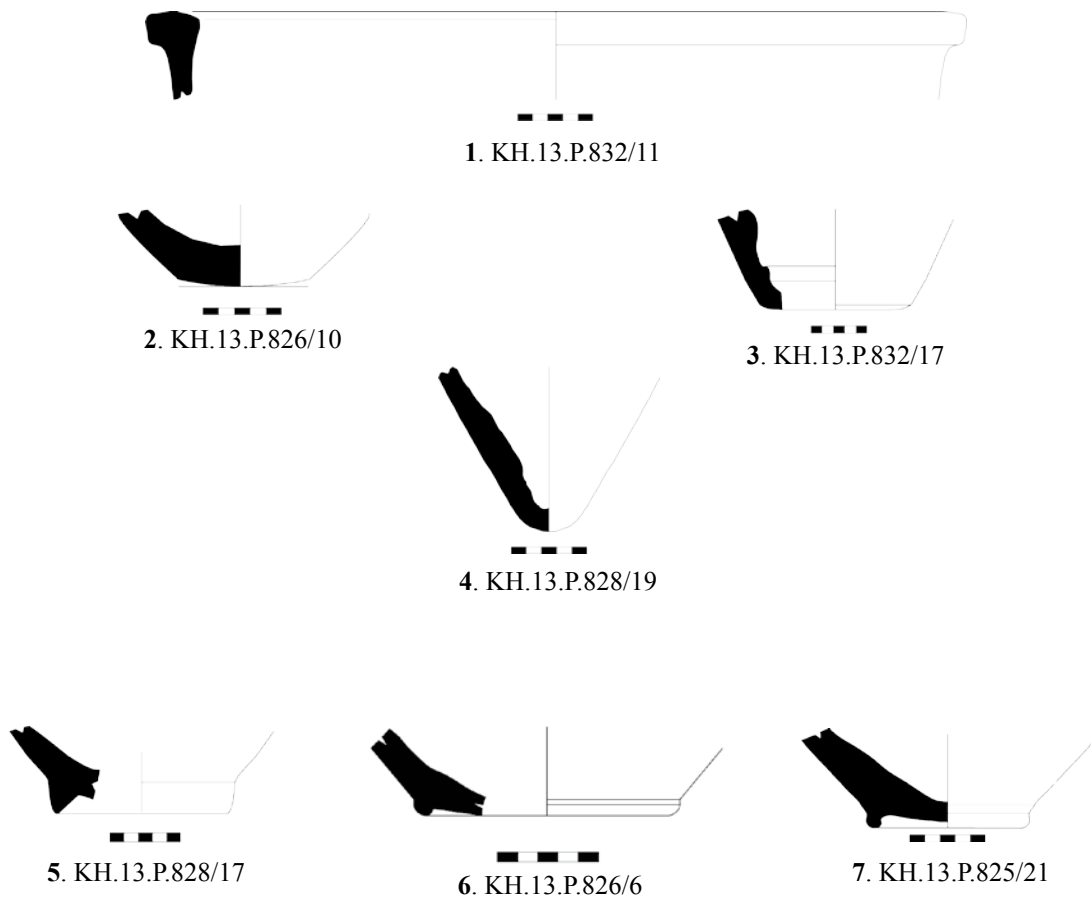 1. KH.13.P.832/11
2. KH.13.P.826/10
3. KH.13.P.832/17
4. KH.13.P.828/19
5. KH.13.P.828/17
6. KH.13.P.826/6
7. KH.13.P.825/21